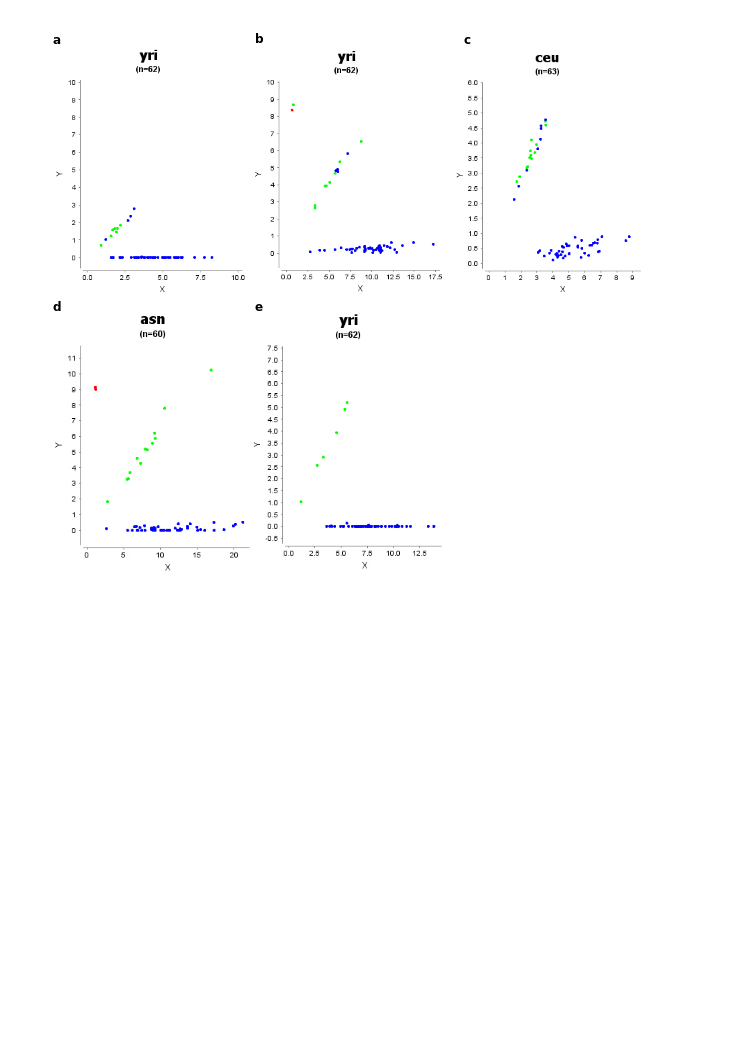 a
yri
(n=62)
10
9
8
7
6
5
4
3
2
1
0
Y
0.0 2.5 5.0 7.5 10.0
X
b
yri
(n=62)
10
9
8
7
6
5
4
3
2
1
0
Y
0.0 2.5 5.0 7.5 10.0 12.5 15.0 17.5
X
c
ceu
(n=63)
6.0
5.5
5.0
4.5
4.0
3.5
3.0
2.5
2.0
1.5
1.0
0.5
0.0
Y
0 1 2 3 4 5 6 7 8 9
X
d
asn
(n=60)
11
10
9
8
7
6
5
4
3
2
1
0
Y
0 5 10 15 20
X
e
yri
(n=62)
7.5
7.0
6.5
6.0
5.5
5.0
4.5
4.0
3.5
3.0
2.5
2.0
1.5
1.0
0.5
0.0
-0.5
Y
0.0 2.5 5.0 7.5 10.0 12.5
X